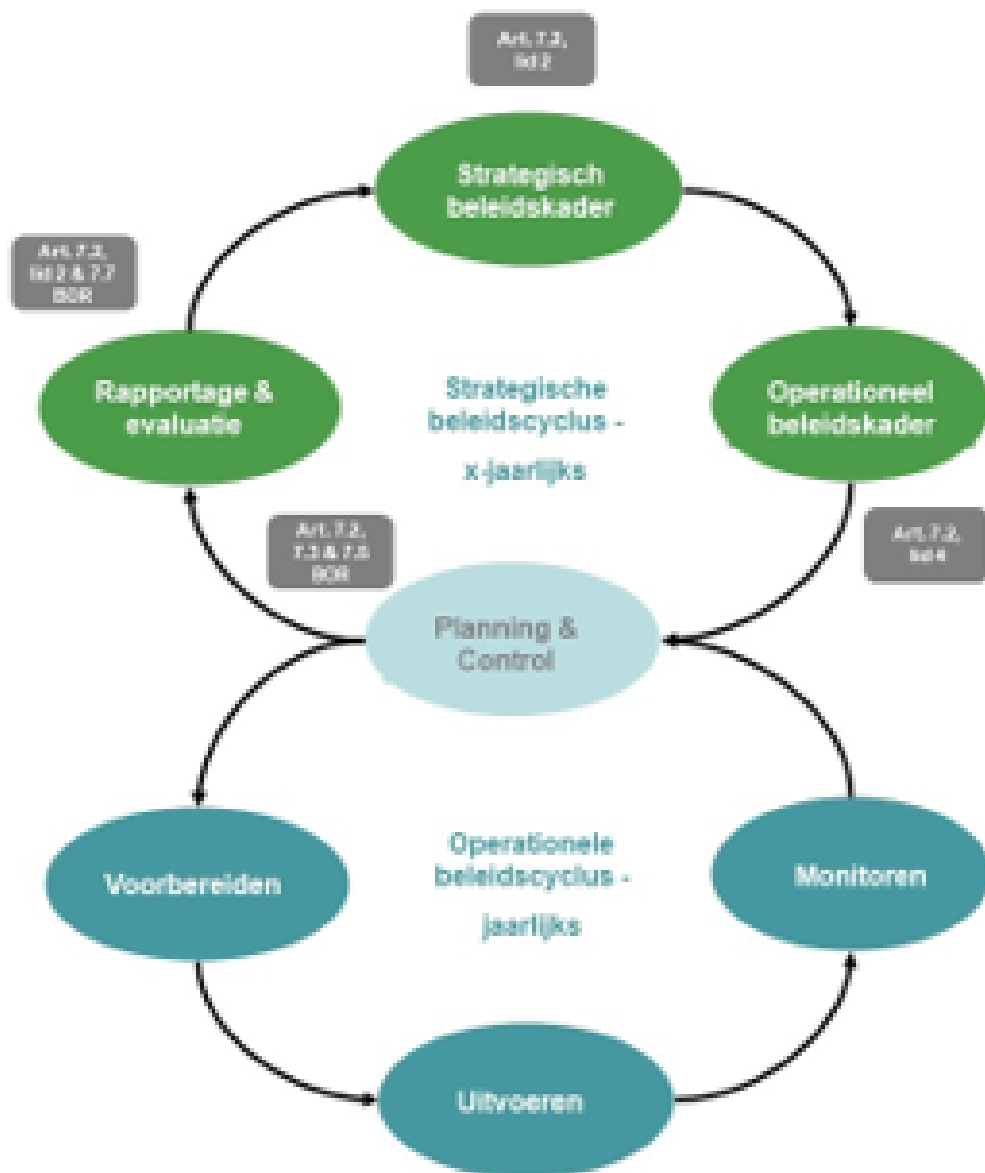 Art. 7.2,
lid 2
Strategisch
beleidskader
Art. 7.2,
lid 2 & 7.7
BOR
Rapportage &
evaluatie
Strategische
beleidscyclus -
x-jaarlijks
Operationeel
beleidskader
Art. 7.2,
7.3 & 7.5
BOR
Art. 7.2,
lid 4
Planning &
Control
Voorbereiden
Operationele
beleidscyclus -
jaarlijks
Monitoren
Uitvoeren